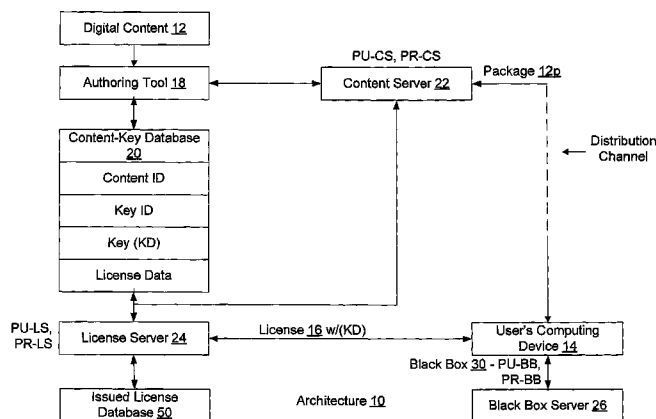 Digital Content 12
PU-CS, PR-CS
Authoring Tool 18
Content Server 22
Package 12p
Distribution
Channel
Content-Key Database
20
Content ID
Key ID
Key (KD)
License Data
PU-LS,
PR-LS
License Server 24
License 16 w/(KD)
User's Computing
Device 14
Black Box 30 - PU-BB,
PR-BB
Issued License
Database 50
Architecture 10
Black Box Server 26